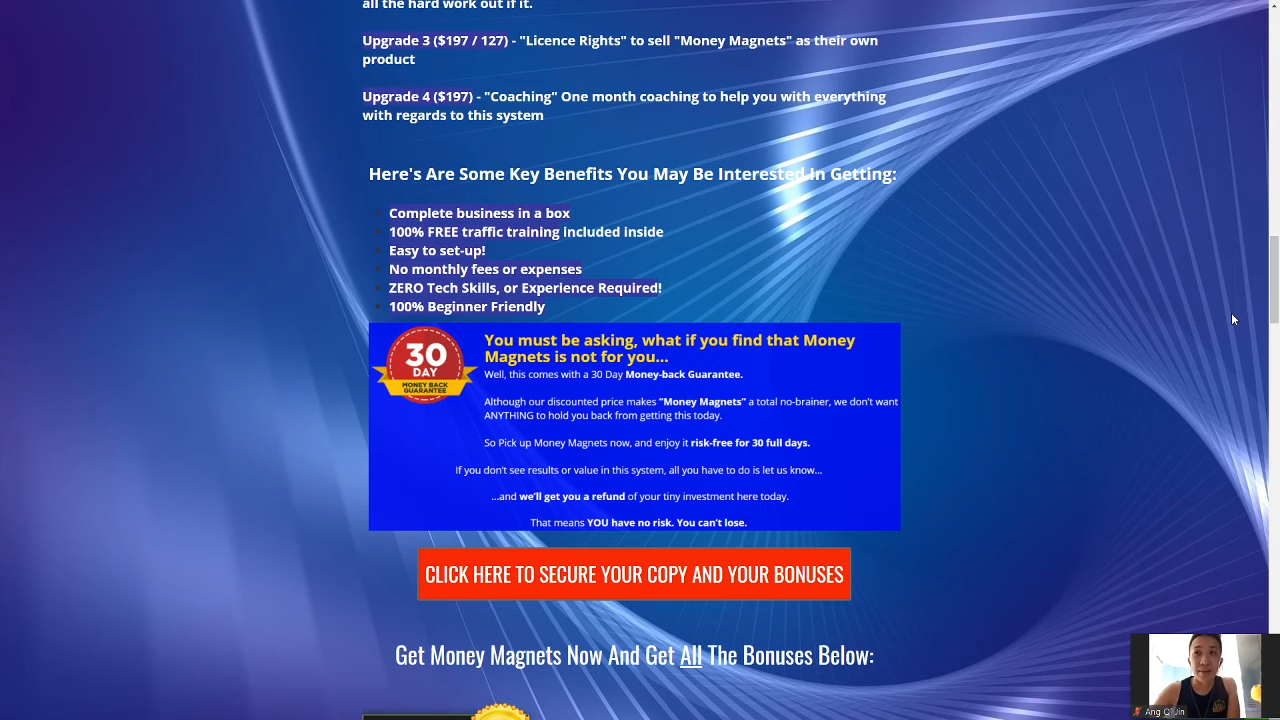 all the hard work out if it.
Upgrade 3 ($197 / 127) - "Licence Rights" to sell "Money Magnets" as their own
product
Upgrade 4 ($197) - "Coaching" One month coaching to help you with everything
with regards to this system
Here's Are Some Key Benefits You May Be Interested In Getting:
Complete business in a box
100% FREE traffic training included inside
Easy to set-up!
No monthly fees or expenses
ZERO Tech Skills, or Experience Required!
100% Beginner Friendly
30
DAY
MONEY BACK
GUARANTEE
You must be asking, what if you find that Money
Magnets is not for you...
Well, this comes with a 30 Day Money-back Guarantee.
Although our discounted price makes "Money Magnets" a total no-brainer, we don't want
ANYTHING to hold you back from getting this today.
So Pick up Money Magnets now, and enjoy it risk-free for 30 full days.
If you don't see results or value in this system, all you have to do is let us know...
...and we'll get you a refund of your tiny investment here today.
That means YOU have no risk. You can't lose.
CLICK HERE TO SECURE YOUR COPY AND YOUR BONUSES
Get Money Magnets Now And Get All The Bonuses Below:
Ang